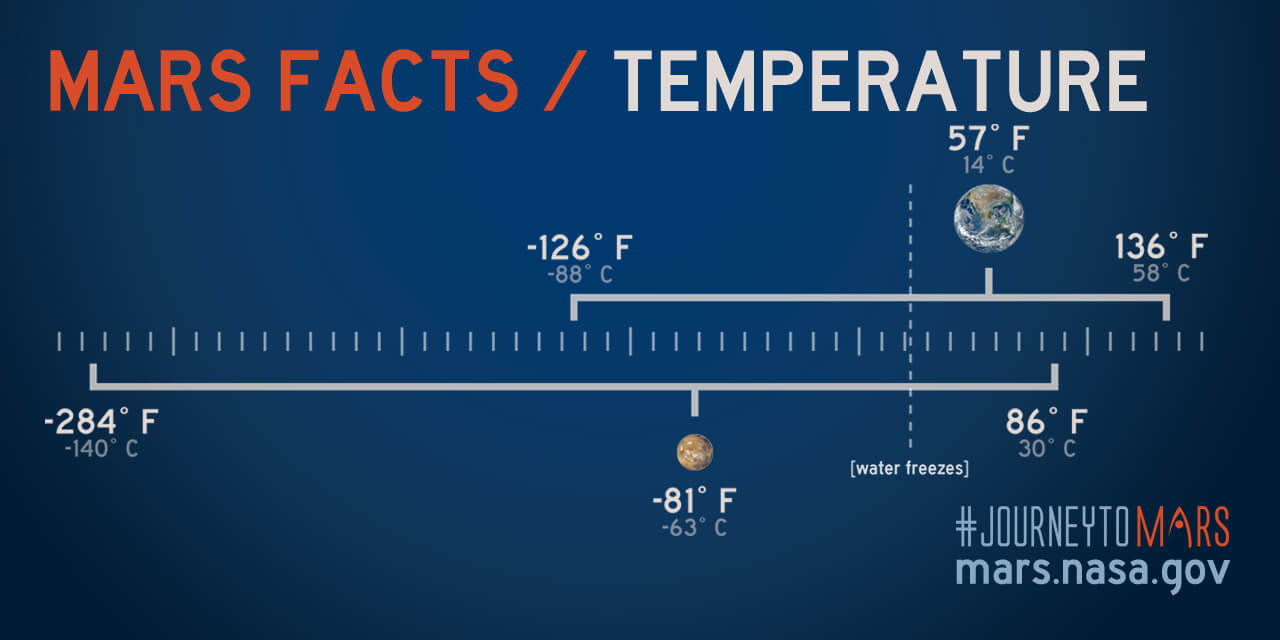 MARS FACTS / TEMPERATURE
57° F
14° C
-126° F
-88° C
136° F
58° C
-284° F
-140° C
86° F
30° C
[water freezes]
-81° F
-63° C
#JOURNEYTOMARS
mars.nasa.gov